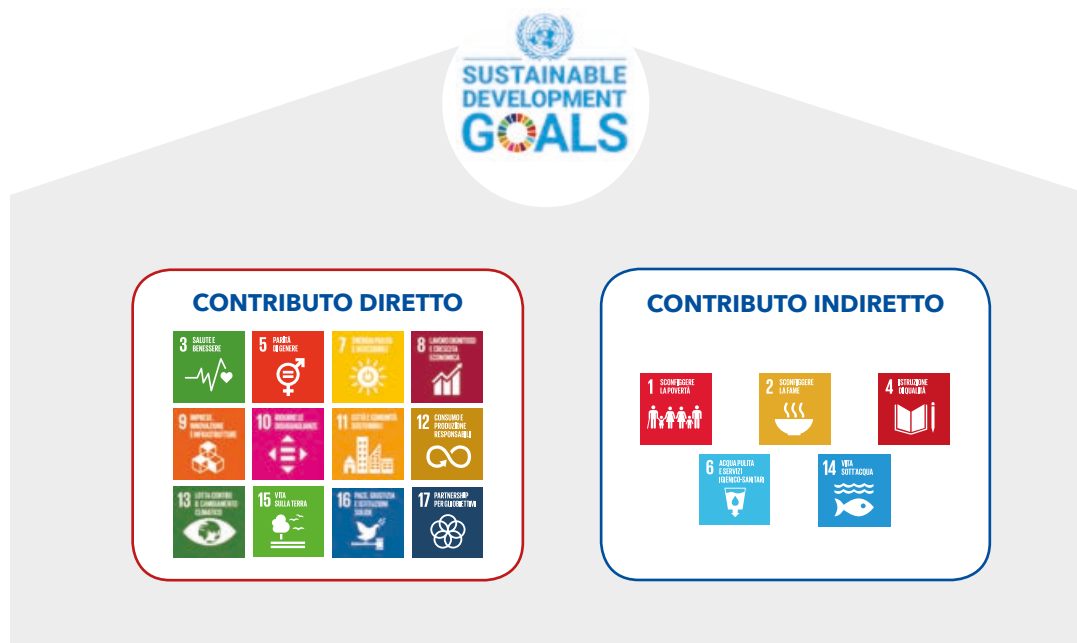 SUSTAINABLE
DEVELOPMENT
GOALS
CONTRIBUTO DIRETTO
3 SALUTE E
BENESSERE
5 PARITÀ
DI GENERE
7 ENERGIA PULITA
E ACCESSIBILE
8 LAVORO DIGNITOSO
E CRESCITA
ECONOMICA
9 IMPRESE,
INNOVAZIONE
E INFRASTRUTTURE
10 RIDURRE LE
DISUGUAGLIANZE
11 CITTÀ E COMUNITÀ
SOSTENIBILI
12 CONSUMO E
PRODUZIONE
RESPONSABILI
13 LOTTA CONTRO
IL CAMBIAMENTO
CLIMATICO
15 VITA
SULLA TERRA
16 PACE, GIUSTIZIA
E ISTITUZIONI
SOLIDE
17 PARTNERSHIP
PER GLI OBIETTIVI
CONTRIBUTO INDIRETTO
1 SCONFIGGERE
LA POVERTÀ
2 SCONFIGGERE
LA FAME
4 ISTRUZIONE
DI QUALITÀ
6 ACQUA PULITA
E SERVIZI
IGIENICO-SANITARI
14 VITA
SOTT'ACQUA